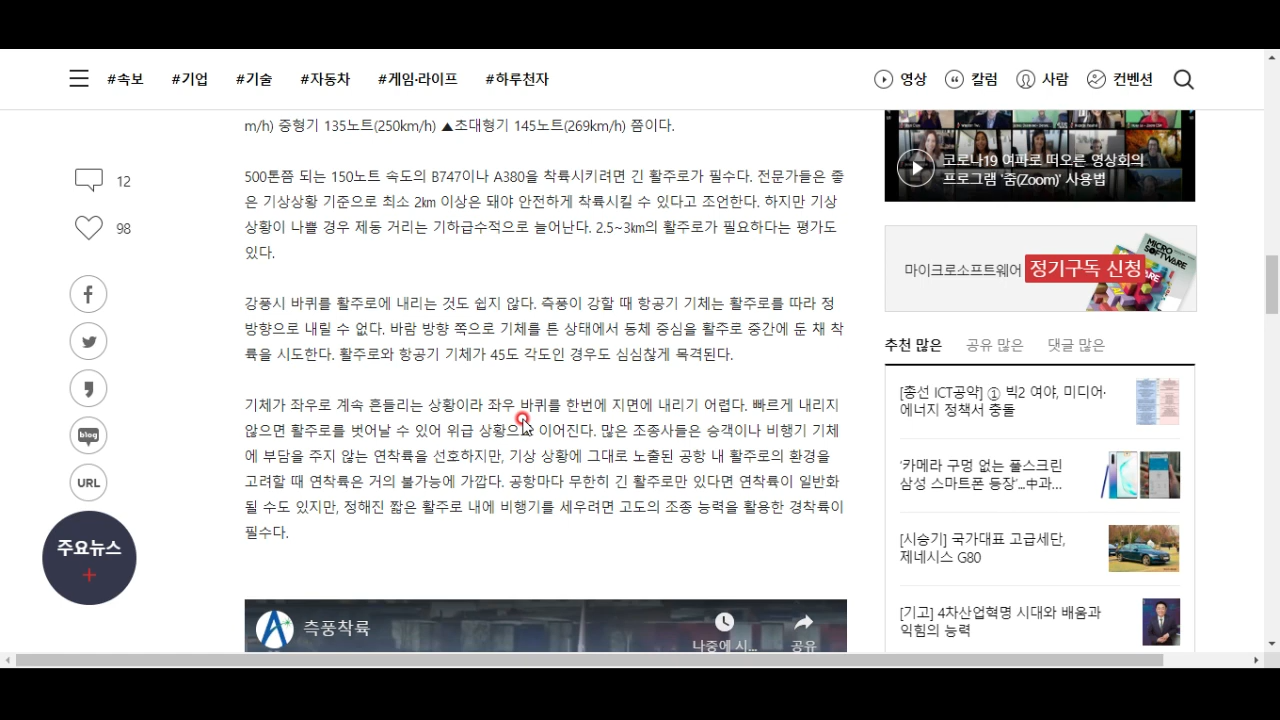 #속보 #기업 #기술 #자동차 #게임·라이프 #하루천자 영상 칼럼 사람 컨벤션
m/h) 중형기 135노트(250km/h) ▲초대형기 145노트(269km/h) 쯤이다.
12
98
500톤쯤 되는 150노트 속도의 B747이나 A380을 착륙시키려면 긴 활주로가 필수다. 전문가들은 좋
은 기상상황 기준으로 최소 2㎞ 이상은 돼야 안전하게 착륙시킬 수 있다고 조언한다. 하지만 기상
상황이 나쁠 경우 제동 거리는 기하급수적으로 늘어난다. 2.5~3㎞의 활주로가 필요하다는 평가도
있다.
강풍시 바퀴를 활주로에 내리는 것도 쉽지 않다. 측풍이 강할 때 항공기 기체는 활주로를 따라 정
방향으로 내릴 수 없다. 바람 방향 쪽으로 기체를 튼 상태에서 동체 중심을 활주로 중간에 둔 채 착
륙을 시도한다. 활주로와 항공기 기체가 45도 각도인 경우도 심심찮게 목격된다.
기체가 좌우로 계속 흔들리는 상황이라 좌우 바퀴를 한번에 지면에 내리기 어렵다. 빠르게 내리지
않으면 활주로를 벗어날 수 있어 위급 상황으로 이어진다. 많은 조종사들은 승객이나 비행기 기체
에 부담을 주지 않는 연착륙을 선호하지만, 기상 상황에 그대로 노출된 공항 내 활주로의 환경을
고려할 때 연착륙은 거의 불가능에 가깝다. 공항마다 무한히 긴 활주로만 있다면 연착륙이 일반화
될 수도 있지만, 정해진 짧은 활주로 내에 비행기를 세우려면 고도의 조종 능력을 활용한 경착륙이
필수다.
blog
URL
주요뉴스
+
측풍착륙
나중에 시...
공유
코로나19 여파로 떠오른 영상회의
프로그램 '줌(Zoom)' 사용법
마이크로소프트웨어 정기구독 신청
MICRO
SOFTWARE
추천 많은 공유 많은 댓글 많은
[총선 ICT공약] ① 빅2 여야, 미디어·
에너지 정책서 충돌
'카메라 구멍 없는 풀스크린
삼성 스마트폰 등장'…中과…
[시승기] 국가대표 고급세단,
제네시스 G80
[기고] 4차산업혁명 시대와 배움과
익힘의 능력